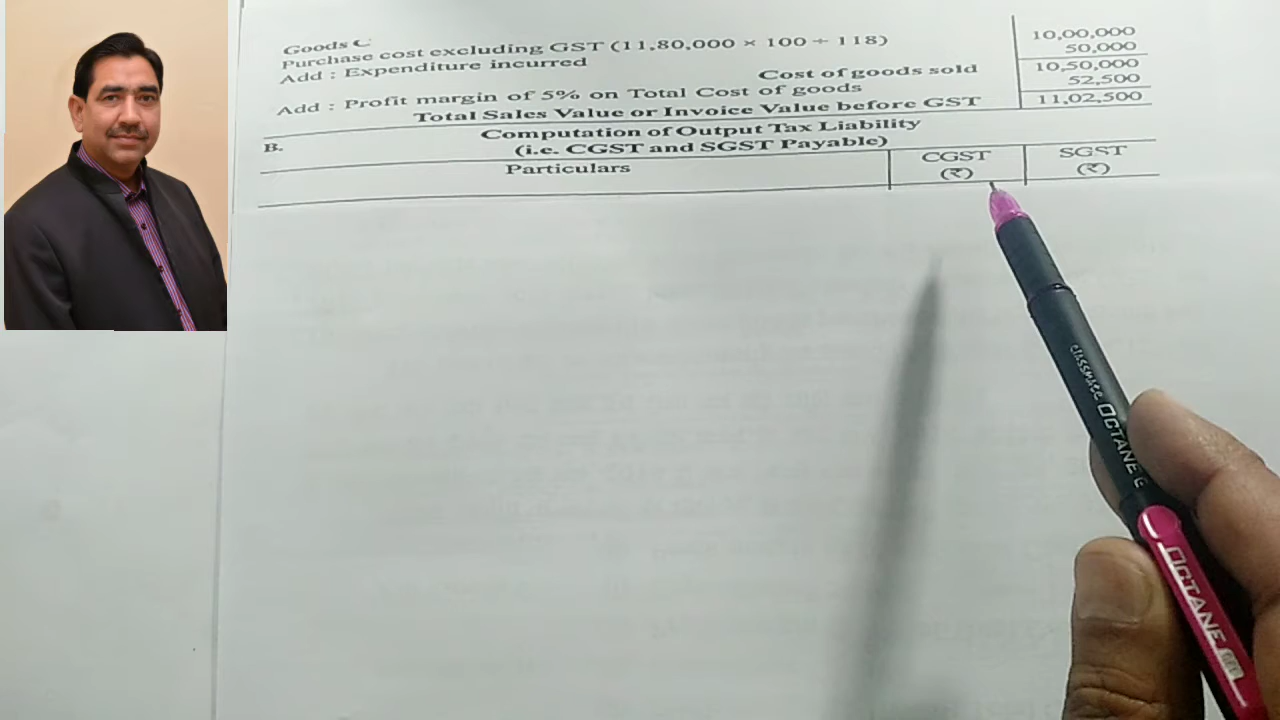 Goods C
Purchase cost excluding GST (11,80,000 × 100 ÷ 118) 10,00,000
Add : Expenditure incurred 50,000
Cost of goods sold 10,50,000
Add : Profit margin of 5% on Total Cost of goods 52,500
Total Sales Value or Invoice Value before GST 11,02,500
B. Computation of Output Tax Liability
(i.e. CGST and SGST Payable)
Particulars CGST SGST
(₹) (₹)
classmate OCTANE
OCTANE